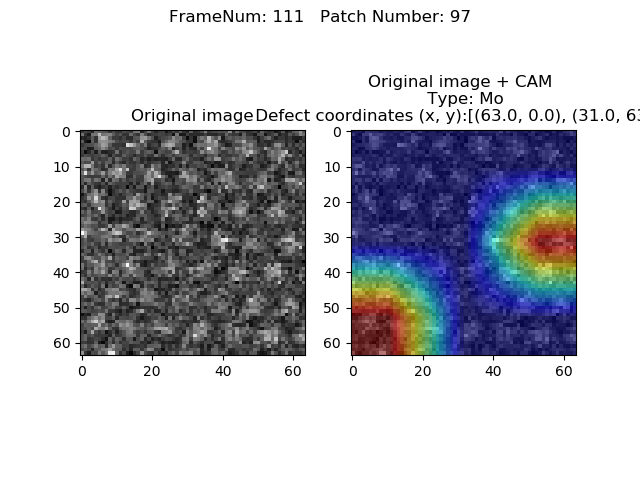 FrameNum: 111   Patch Number: 97
Original image + CAM
Type: Mo
Original image
Defect coordinates (x, y):[(63.0, 0.0), (31.0, 63
0
10
20
30
40
50
60
0 20 40 60
0
10
20
30
40
50
60
0 20 40 60